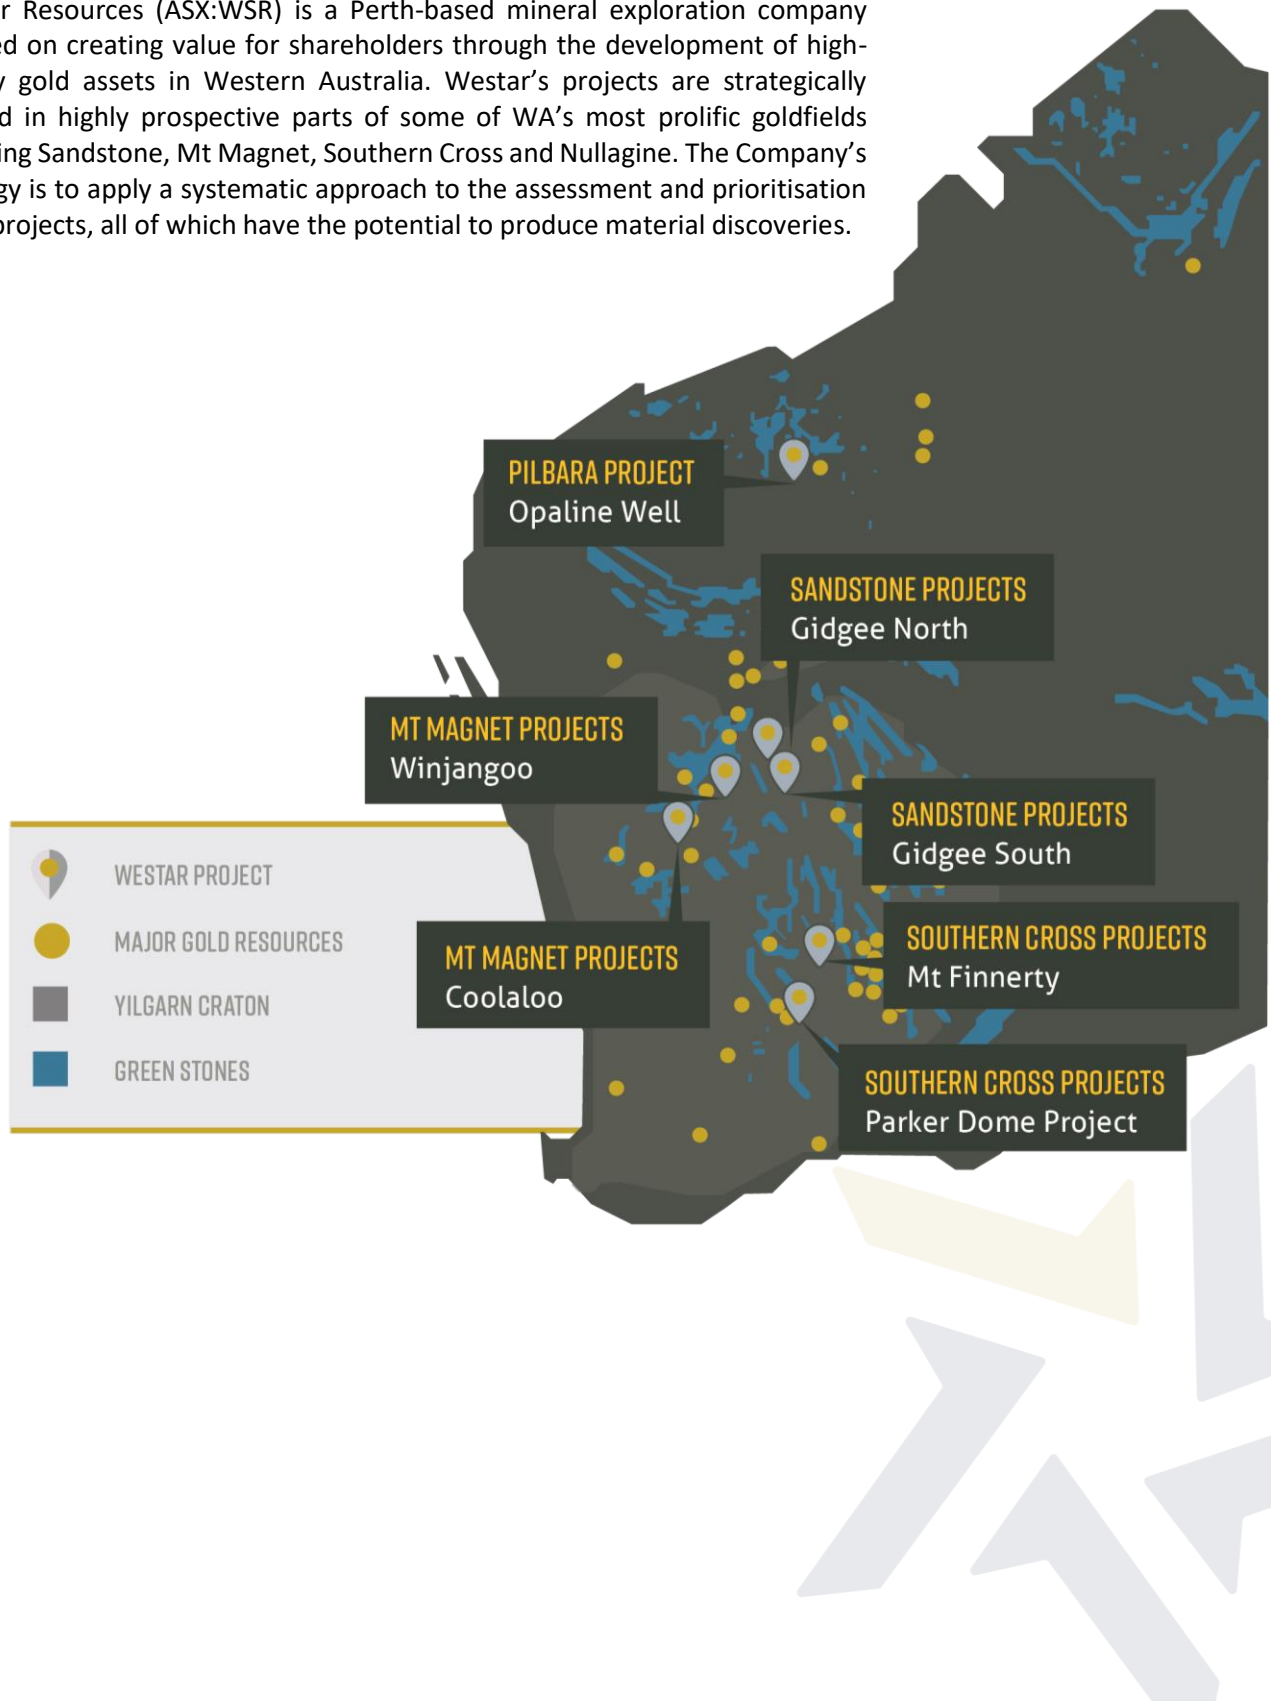 r Resources (ASX:WSR) is a Perth-based mineral exploration company
ed on creating value for shareholders through the development of high-
y gold assets in Western Australia. Westar’s projects are strategically
d in highly prospective parts of some of WA’s most prolific goldfields
ing Sandstone, Mt Magnet, Southern Cross and Nullagine. The Company’s
gy is to apply a systematic approach to the assessment and prioritisation
projects, all of which have the potential to produce material discoveries.
PILBARA PROJECT
Opaline Well
SANDSTONE PROJECTS
Gidgee North
MT MAGNET PROJECTS
Winjangoo
SANDSTONE PROJECTS
Gidgee South
WESTAR PROJECT
MAJOR GOLD RESOURCES
YILGARN CRATON
GREEN STONES
MT MAGNET PROJECTS
Coolaloo
SOUTHERN CROSS PROJECTS
Mt Finnerty
SOUTHERN CROSS PROJECTS
Parker Dome Project